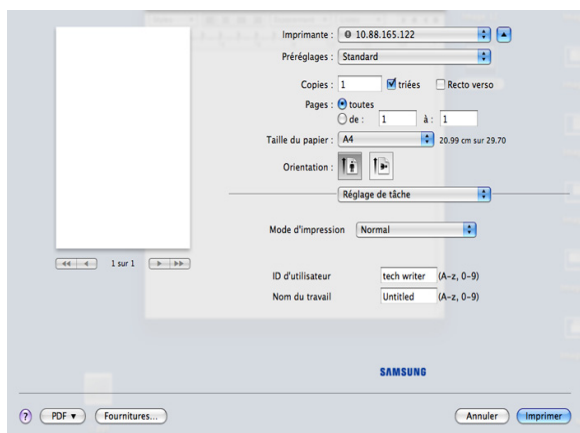 Imprimante : 10.88.165.122
Préréglages : Standard
Copies : 1 triées Recto verso
Pages : toutes
de : 1 à : 1
Taille du papier : A4 20.99 cm sur 29.70
Orientation :
Réglage de tâche
Mode d'impression Normal
1 sur 1
ID d'utilisateur tech writer (A-z, 0-9)
Nom du travail Untitled (A-z, 0-9)
SAMSUNG
? PDF ▼ Fournitures... Annuler Imprimer